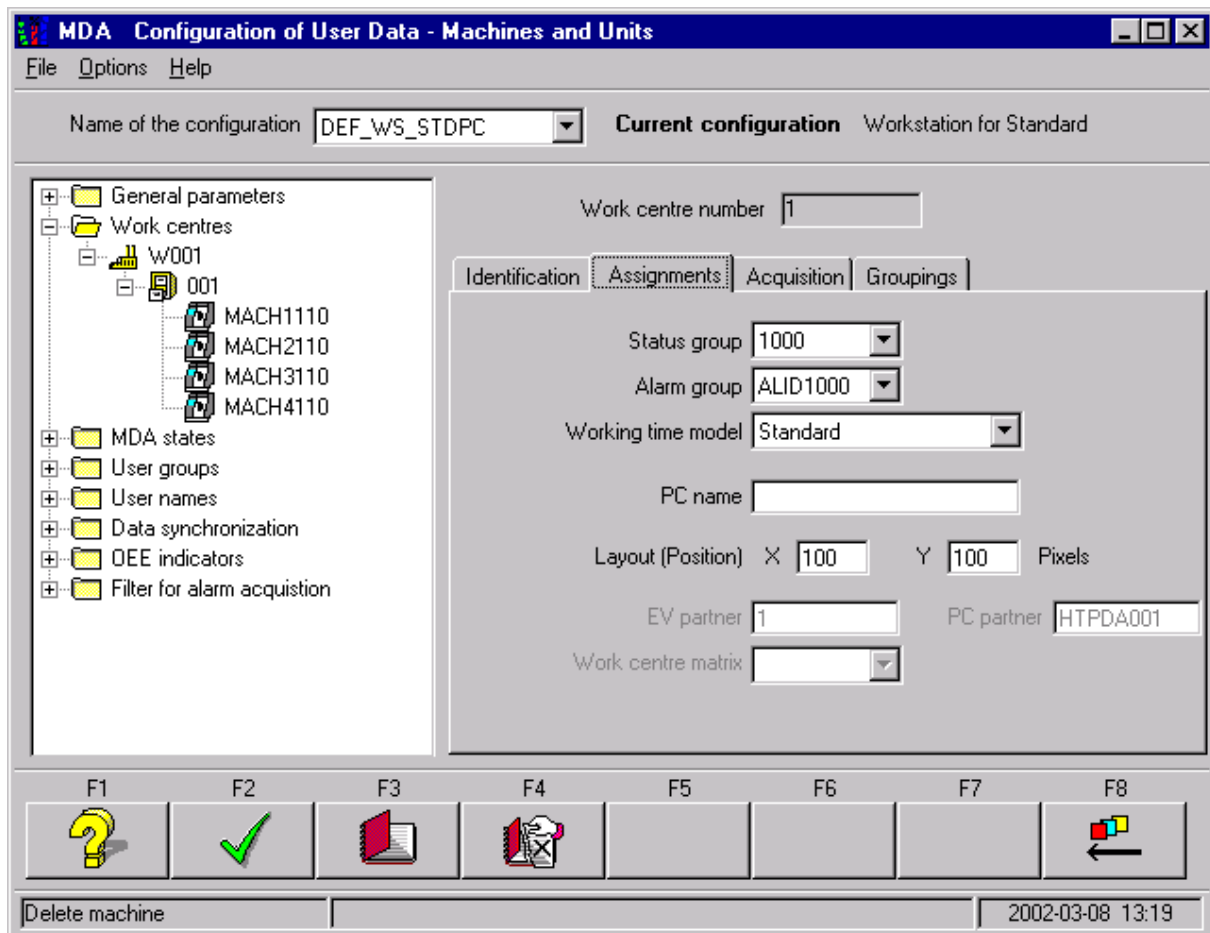 MDA Configuration of User Data - Machines and Units
File Options Help
Name of the configuration DEF_WS_STDPC Current configuration Workstation for Standard
General parameters
Work centres
W001
001
MACH1110
MACH2110
MACH3110
MACH4110
MDA states
User groups
User names
Data synchronization
OEE indicators
Filter for alarm acquistion
Work centre number 1
Identification Assignments Acquisition Groupings
Status group 1000
Alarm group ALID1000
Working time model Standard
PC name
Layout (Position) X 100 Y 100 Pixels
EV partner 1 PC partner HTPDA001
Work centre matrix
F1 F2 F3 F4 F5 F6 F7 F8
Delete machine 2002-03-08 13:19